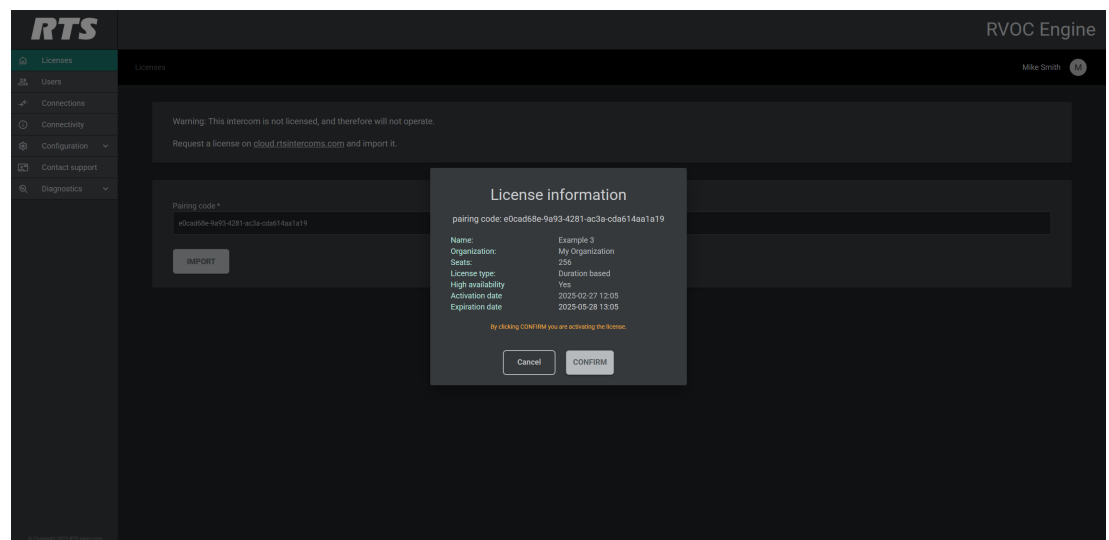 RTS
RVOC Engine
Licenses
Users
Connections
Connectivity
Configuration
Contact support
Diagnostics
Licenses
Mike Smith M
Warning: This intercom is not licensed, and therefore will not operate.
Request a license on cloud.rtsintercoms.com and import it.
Pairing code *
e0cad68e-9a93-4281-ac3a-cda614aa1a19
IMPORT
License information
pairing code: e0cad68e-9a93-4281-ac3a-cda614aa1a19
Name: Example 3
Organization: My Organization
Seats: 256
License type: Duration based
High availability Yes
Activation date 2025-02-27 12:05
Expiration date 2025-05-28 13:05
By clicking CONFIRM you are activating the license.
Cancel CONFIRM